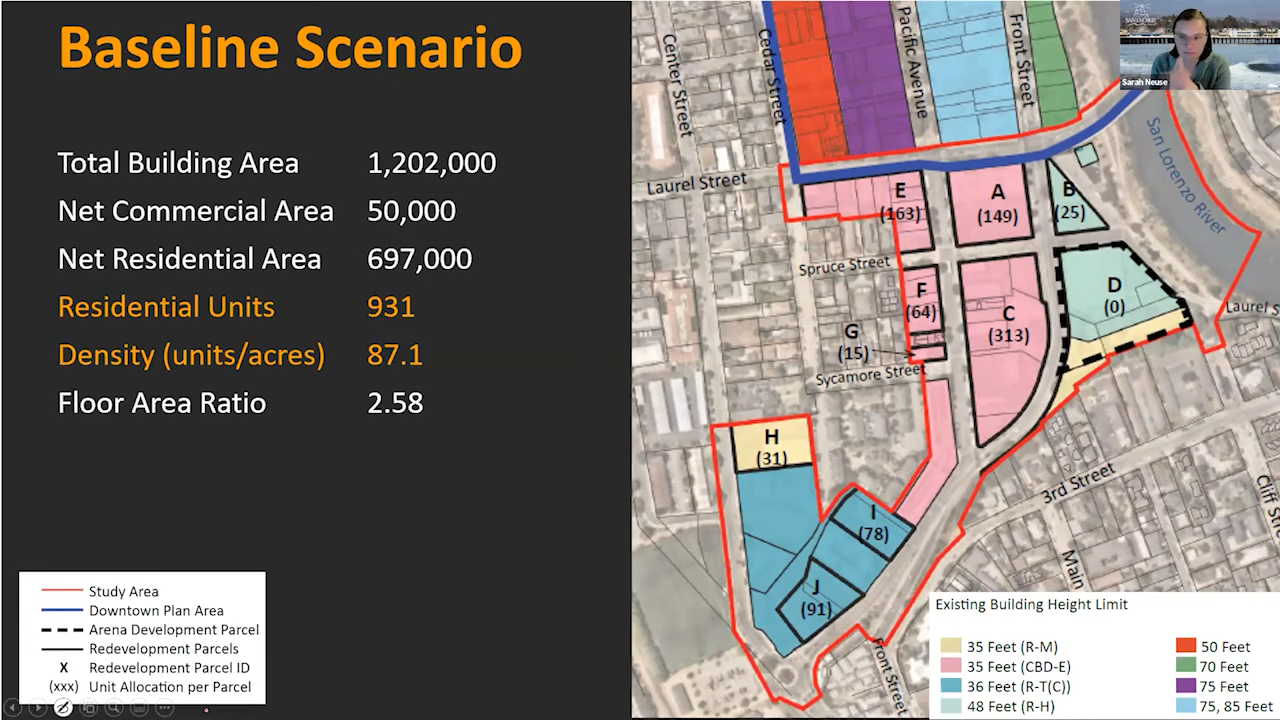 Baseline Scenario
Total Building Area 1,202,000
Net Commercial Area 50,000
Net Residential Area 697,000
Residential Units 931
Density (units/acres) 87.1
Floor Area Ratio 2.58
Study Area
Downtown Plan Area
Arena Development Parcel
Redevelopment Parcels
X Redevelopment Parcel ID
(xxx) Unit Allocation per Parcel
Center Street
Cedar Street
Pacific Avenue
Front Street
SANTA CRUZ
Sarah Neuse
San Lorenzo River
Laurel Street
E
(163)
A
(149)
B
(25)
Spruce Street
F
(64)
C
(313)
D
(0)
Laurel S
G
(15)
Sycamore Street
H
(31)
I
(78)
J
(91)
3rd Street
Cliff St
Main
Front Street
Existing Building Height Limit
35 Feet (R-M)
35 Feet (CBD-E)
36 Feet (R-T(C))
48 Feet (R-H)
50 Feet
70 Feet
75 Feet
75, 85 Feet